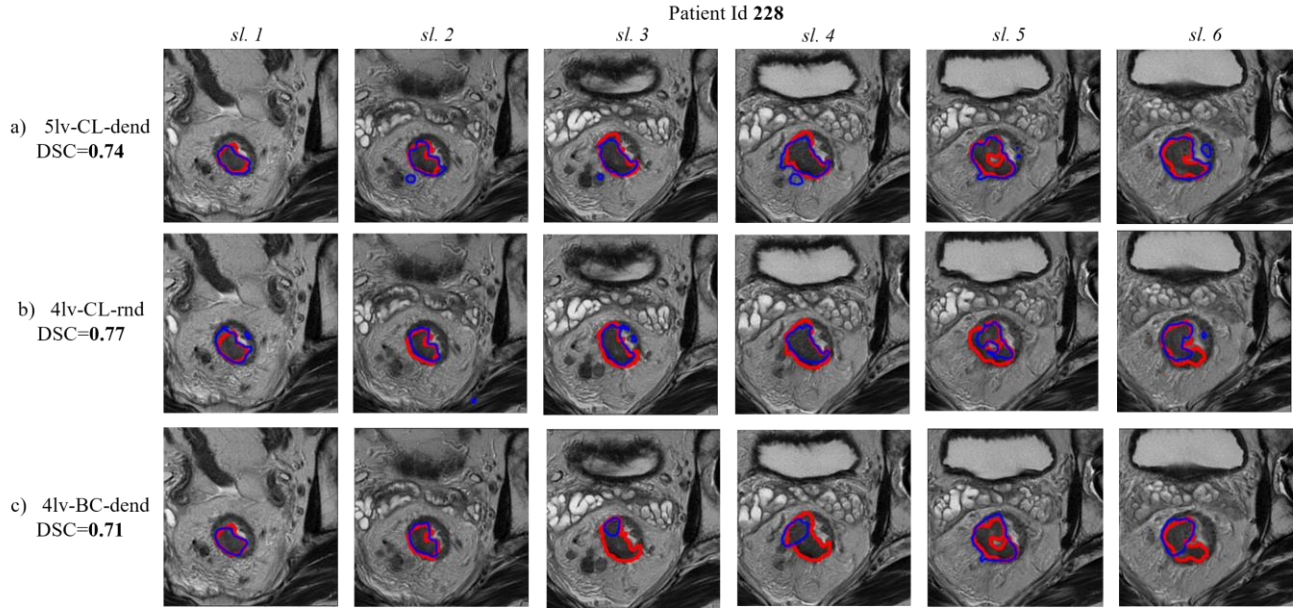 Patient Id 228
sl. 1 sl. 2 sl. 3 sl. 4 sl. 5 sl. 6
a) 5lv-CL-dend
DSC=0.74
b) 4lv-CL-rnd
DSC=0.77
c) 4lv-BC-dend
DSC=0.71